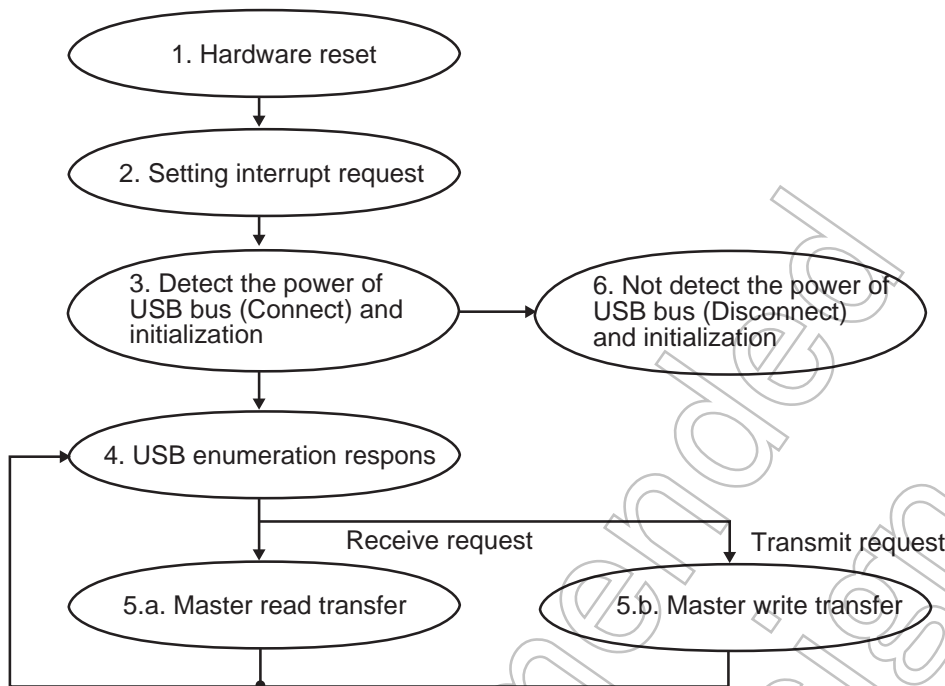 1. Hardware reset
2. Setting interrupt request
3. Detect the power of
USB bus (Connect) and
initialization
6. Not detect the power of
USB bus (Disconnect)
and initialization
4. USB enumeration respons
Receive request
Transmit request
5.a. Master read transfer
5.b. Master write transfer